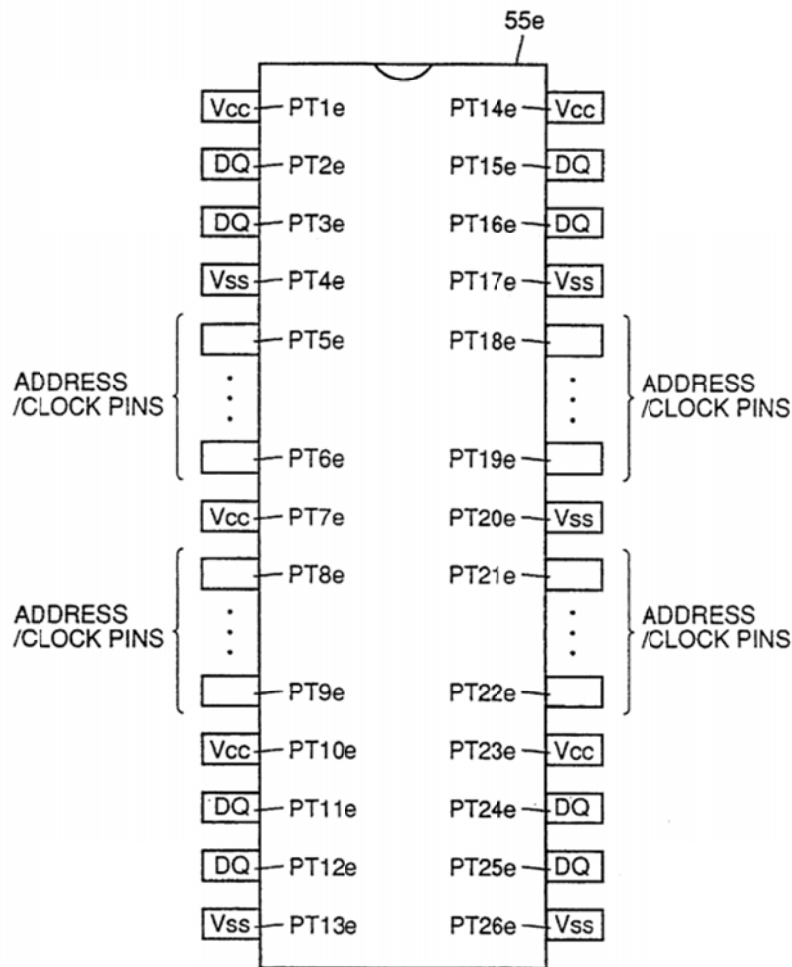 55e
Vcc PT1e PT14e Vcc
DQ PT2e PT15e DQ
DQ PT3e PT16e DQ
Vss PT4e PT17e Vss
PT5e PT18e
ADDRESS
/CLOCK PINS
ADDRESS
/CLOCK PINS
PT6e PT19e
Vcc PT7e PT20e Vss
PT8e PT21e
ADDRESS
/CLOCK PINS
ADDRESS
/CLOCK PINS
PT9e PT22e
Vcc PT10e PT23e Vcc
DQ PT11e PT24e DQ
DQ PT12e PT25e DQ
Vss PT13e PT26e Vss